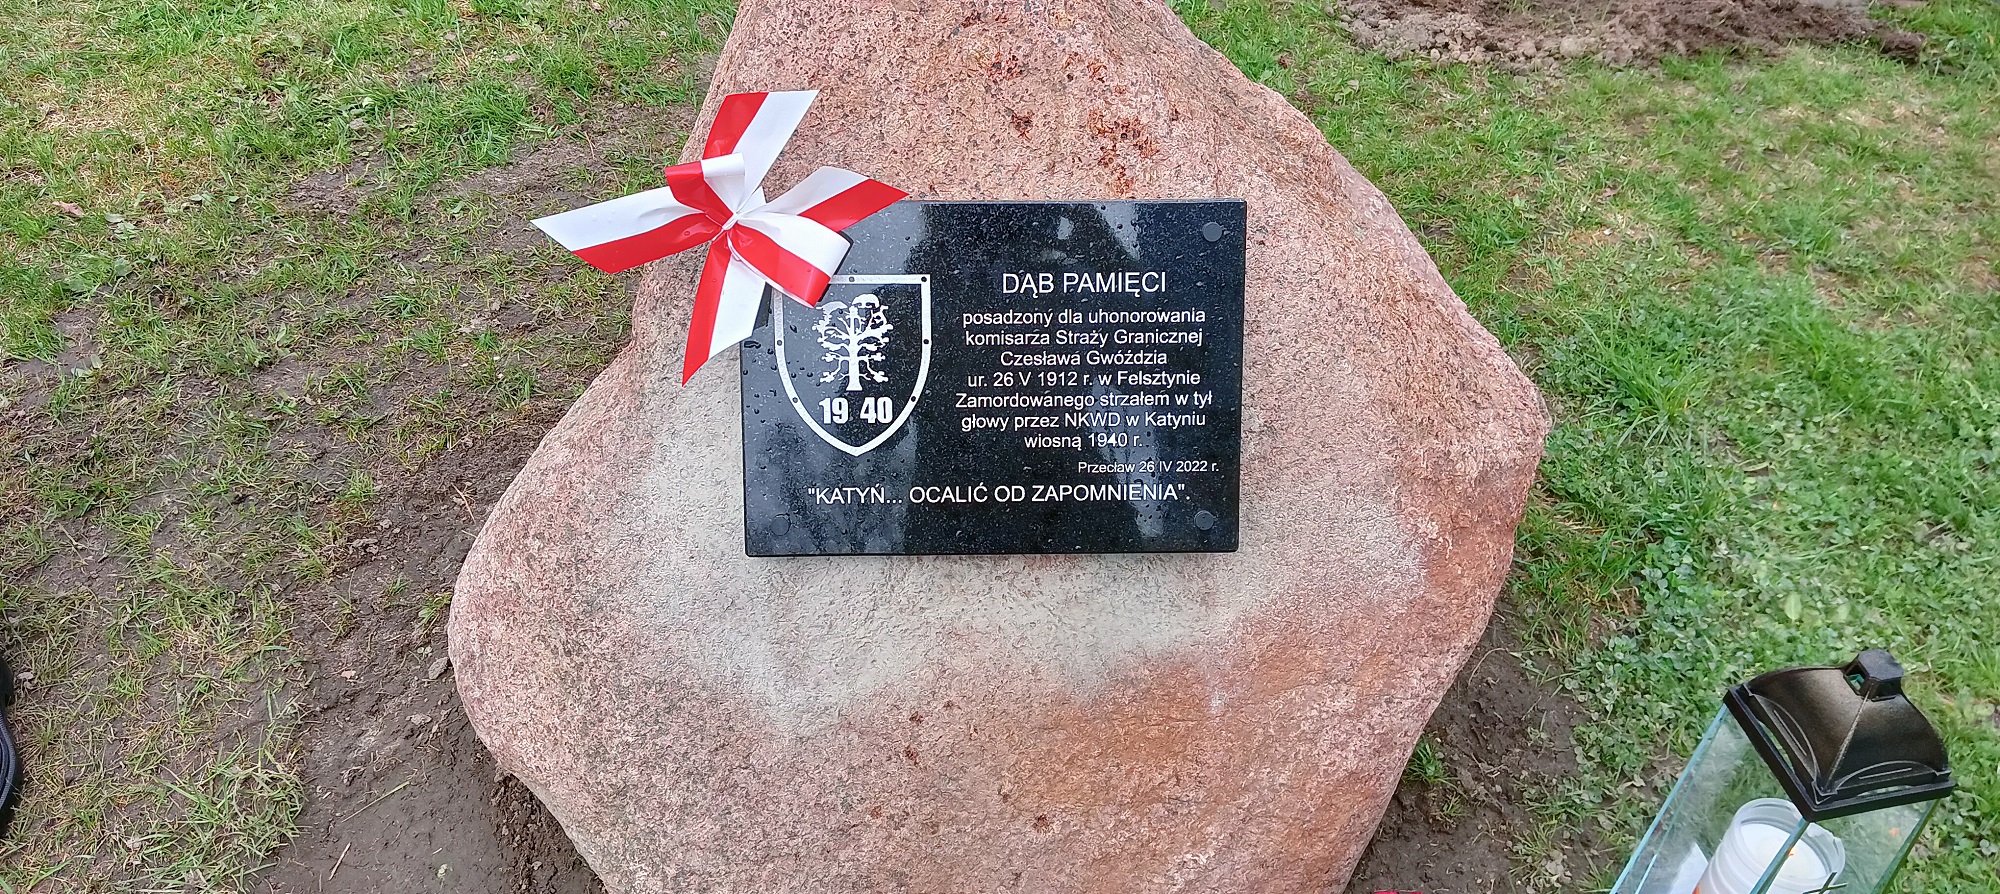 DĄB PAMIĘCI
posadzony dla uhonorowania
komisarza Straży Granicznej
Czesława Gwóździa
ur. 26 V 1912 r. w Felsztynie
Zamordowanego strzałem w tył
głowy przez NKWD w Katyniu
wiosną 1940 r.
Przecław 26 IV 2022 r.
"KATYŃ... OCALIĆ OD ZAPOMNIENIA".
19 40